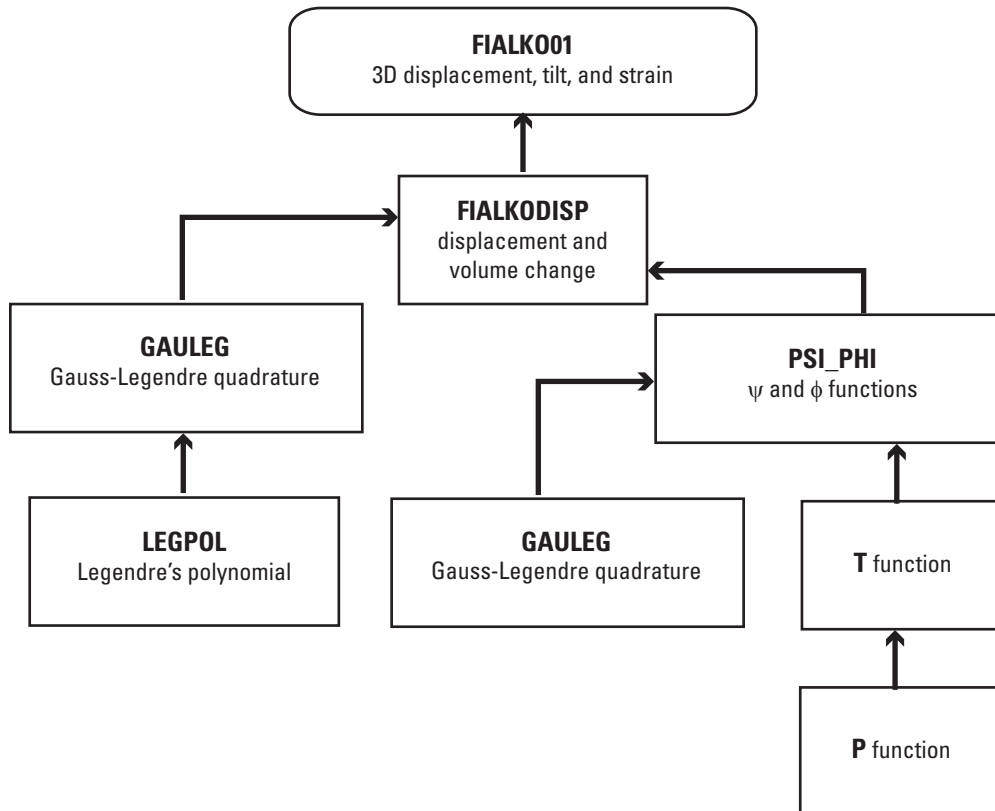 FIALKO01
3D displacement, tilt, and strain
FIALKODISP
displacement and
volume change
GAULEG
Gauss-Legendre quadrature
PSI_PHI
ψ and ϕ functions
LEGPOL
Legendre’s polynomial
GAULEG
Gauss-Legendre quadrature
T function
P function